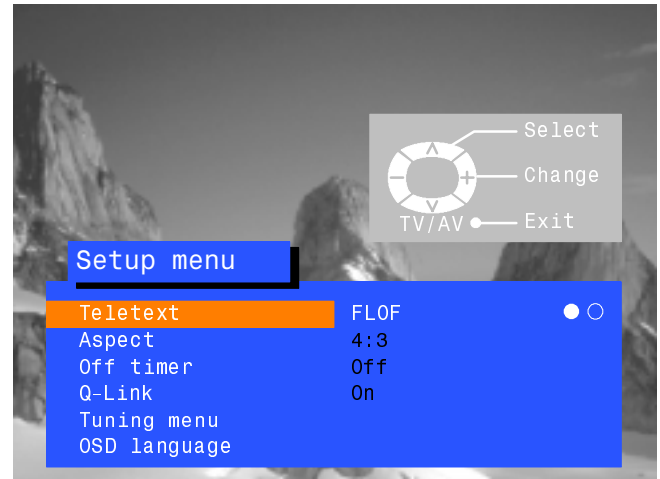 Select
Change
TV/AV Exit
Setup menu
Teletext FLOF
Aspect 4:3
Off timer Off
Q-Link On
Tuning menu
OSD language